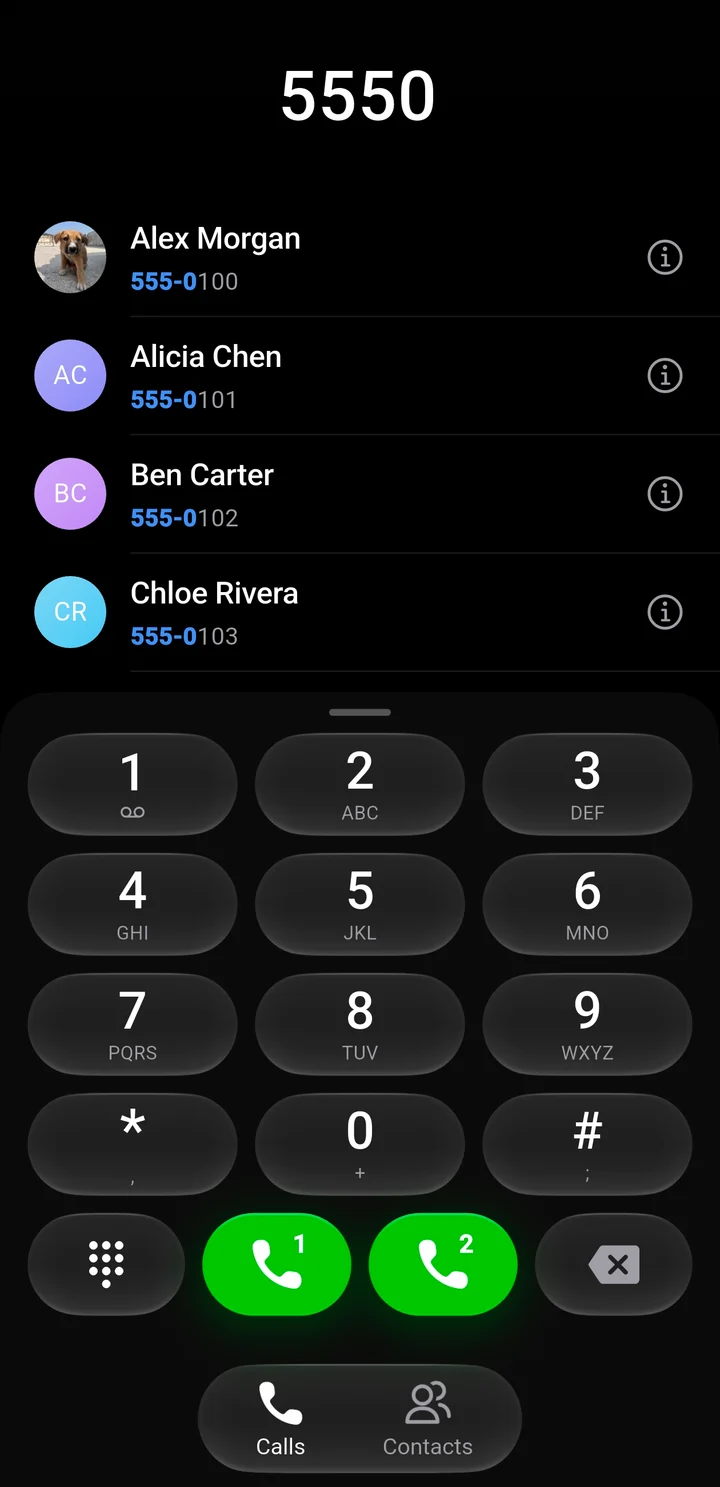 5550
Alex Morgan
555-0100
AC
Alicia Chen
555-0101
BC
Ben Carter
555-0102
CR
Chloe Rivera
555-0103
1 2 3
ABC DEF
4 5 6
GHI JKL MNO
7 8 9
PQRS TUV WXYZ
* 0 #
, + ;
1 2
Calls Contacts